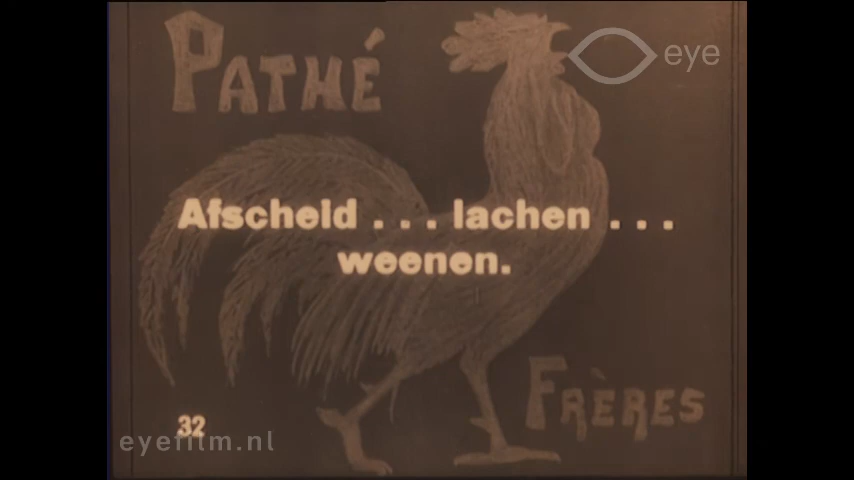 PATHÉ
eye
Afscheid . . . lachen . . .
weenen.
FRÈRES
32
eyefilm.nl